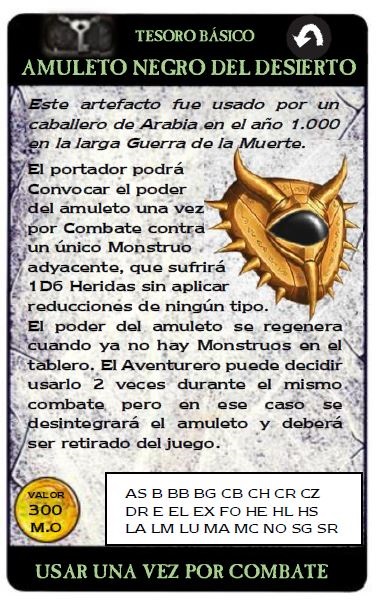 TESORO BÁSICO
AMULETO NEGRO DEL DESIERTO
Este artefacto fue usado por un
caballero de Arabia en el año 1.000
en la larga Guerra de la Muerte.
El portador podrá
Convocar el poder
del amuleto una vez
por Combate contra
un único Monstruo
adyacente, que sufrirá
1D6 Heridas sin aplicar
reducciones de ningún tipo.
El poder del amuleto se regenera
cuando ya no hay Monstruos en el
tablero. El Aventurero puede decidir
usarlo 2 veces durante el mismo
combate pero en ese caso se
desintegrará el amuleto y deberá
ser retirado del juego.
VALOR
300
M.O
AS B BB BG CB CH CR CZ
DR E EL EX FO HE HL HS
LA LM LU MA MC NO SG SR
USAR UNA VEZ POR COMBATE